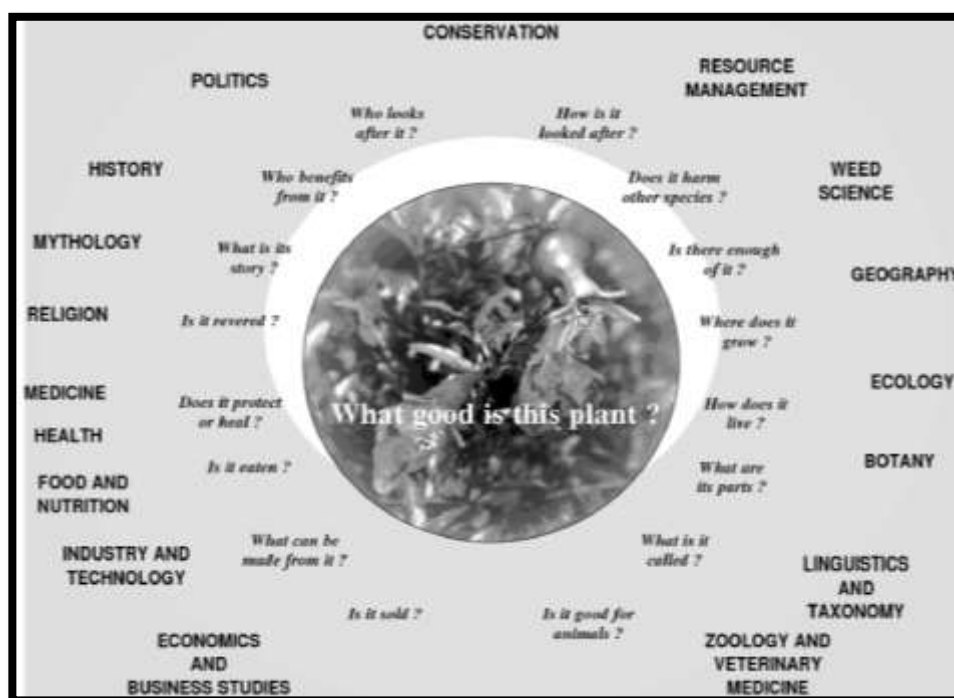 CONSERVATION
POLITICS
RESOURCE
MANAGEMENT
Who looks
after it ?
How is it
looked after ?
HISTORY
Who benefits
from it ?
Does it harm
other species ?
WEED
SCIENCE
MYTHOLOGY
What is its
story ?
Is there enough
of it ?
GEOGRAPHY
RELIGION
Is it revered ?
Where does it
grow ?
MEDICINE
Does it protect
or heal ?
What good is this plant ?
How does it
live ?
ECOLOGY
HEALTH
Is it eaten ?
What are
its parts ?
BOTANY
FOOD AND
NUTRITION
INDUSTRY AND
TECHNOLOGY
What can be
made from it ?
What is it
called ?
LINGUISTICS
AND
TAXONOMY
Is it sold ?
Is it good for
animals ?
ECONOMICS
AND
BUSINESS STUDIES
ZOOLOGY AND
VETERINARY
MEDICINE